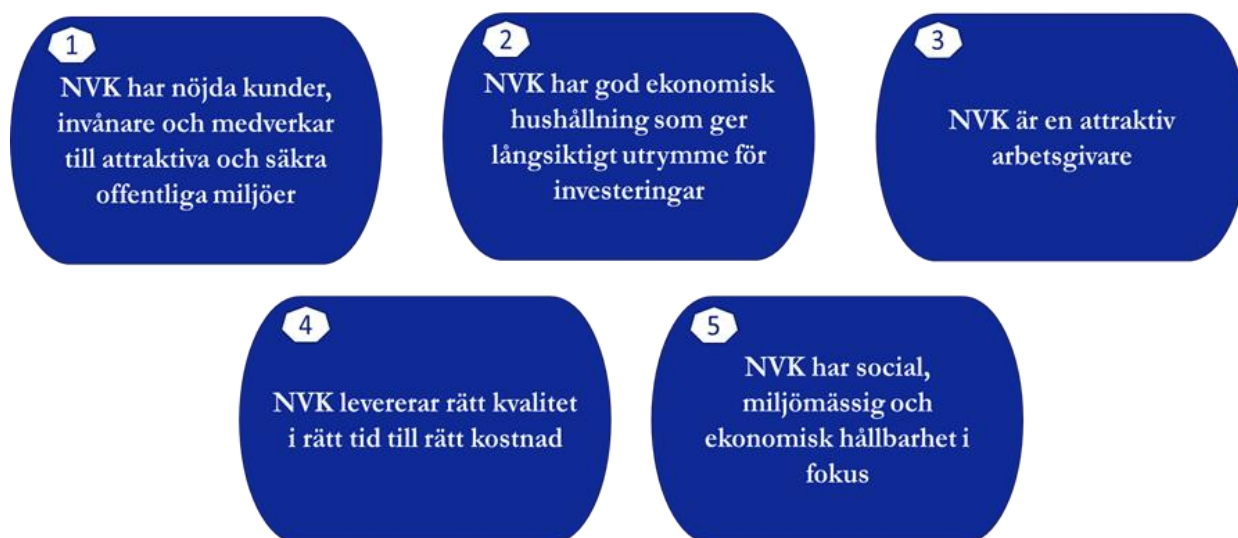 1
NVK har nöjda kunder,
invånare och medverkar
till attraktiva och säkra
offentliga miljöer
2
NVK har god ekonomisk
hushållning som ger
långsiktigt utrymme för
investeringar
3
NVK är en attraktiv
arbetsgivare
4
NVK levererar rätt kvalitet
i rätt tid till rätt kostnad
5
NVK har social,
miljömässig och
ekonomisk hållbarhet i
fokus